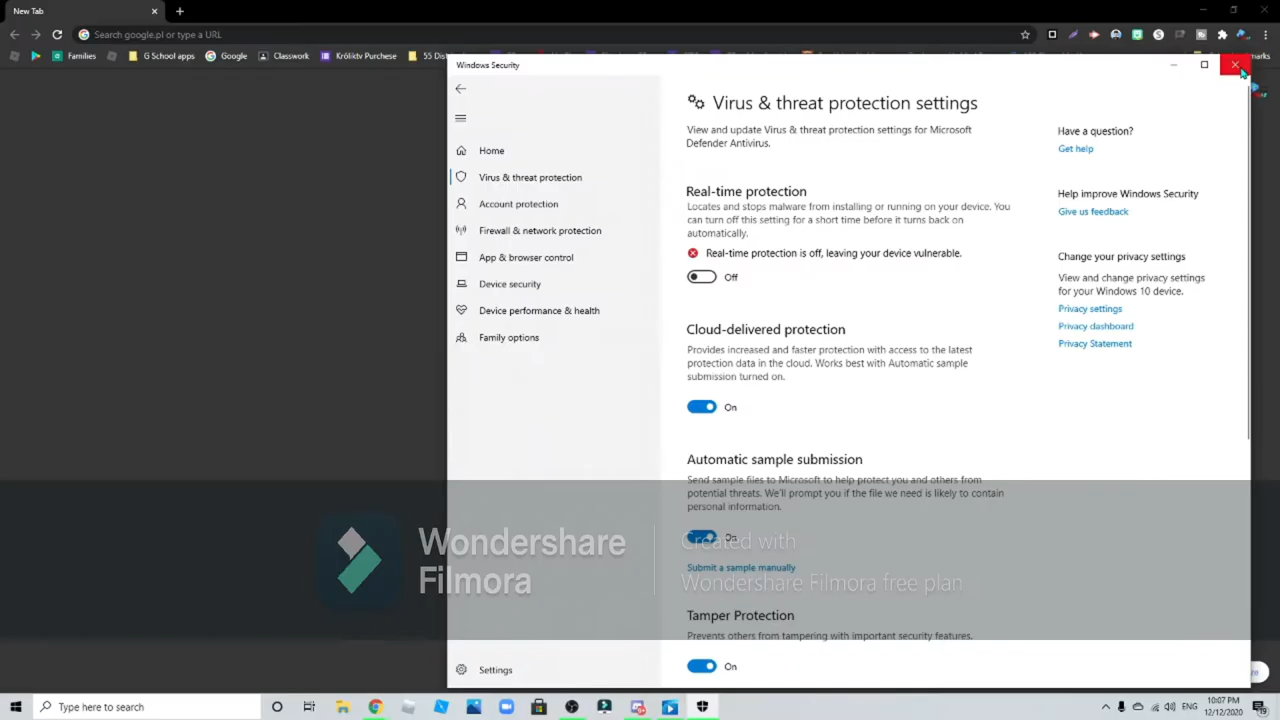 New Tab
Search google.pl or type a URL
Families
G School apps
Google
Classwork
Króliktv Purchese
Windows Security
Home
Virus & threat protection
Account protection
Firewall & network protection
App & browser control
Device security
Device performance & health
Family options
Settings
Virus & threat protection settings
View and update Virus & threat protection settings for Microsoft
Defender Antivirus.
Real-time protection
Locates and stops malware from installing or running on your device. You
can turn off this setting for a short time before it turns back on
automatically.
Real-time protection is off, leaving your device vulnerable.
Off
Cloud-delivered protection
Provides increased and faster protection with access to the latest
protection data in the cloud. Works best with Automatic sample
submission turned on.
On
Automatic sample submission
Send sample files to Microsoft to help protect you and others from
potential threats. We'll prompt you if the file we need is likely to contain
personal information.
On
Submit a sample manually
Tamper Protection
Prevents others from tampering with important security features.
On
Have a question?
Get help
Help improve Windows Security
Give us feedback
Change your privacy settings
View and change privacy settings
for your Windows 10 device.
Privacy settings
Privacy dashboard
Privacy Statement
Wondershare
Filmora
Created with
Wondershare Filmora free plan
Type here to search
ENG
10:07 PM
12/12/2020